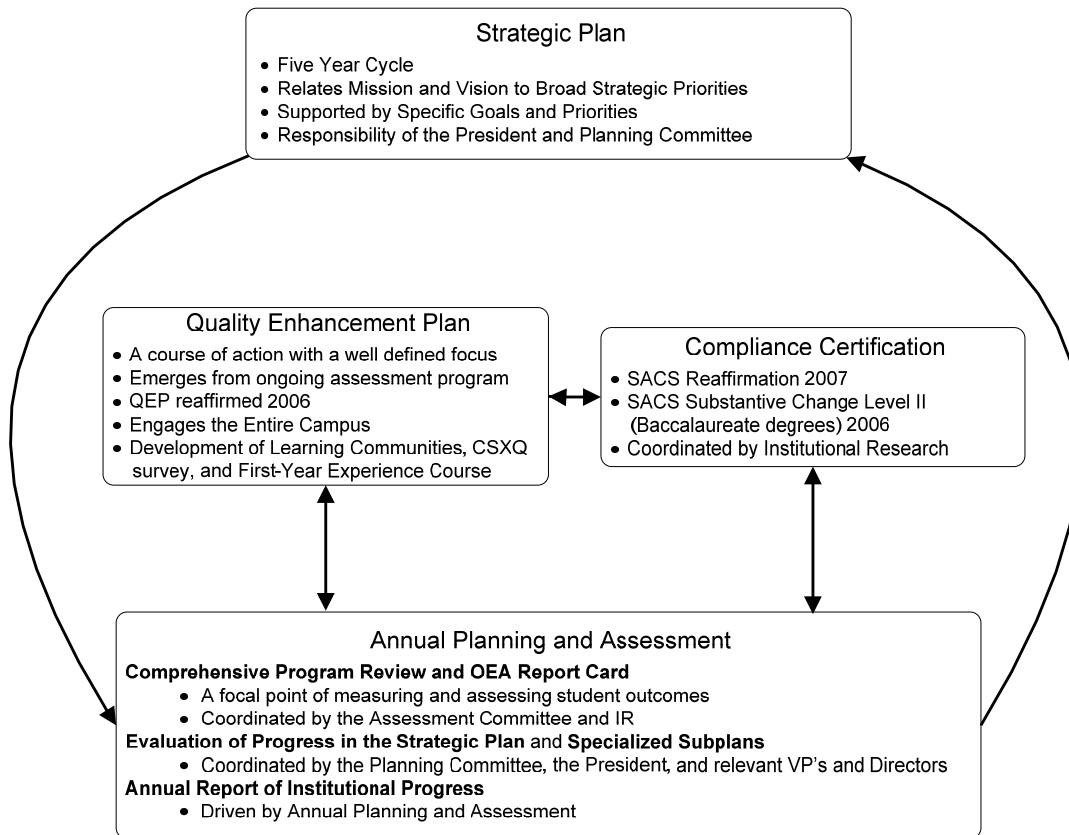 Strategic Plan
• Five Year Cycle
• Relates Mission and Vision to Broad Strategic Priorities
• Supported by Specific Goals and Priorities
• Responsibility of the President and Planning Committee
Quality Enhancement Plan
• A course of action with a well defined focus
• Emerges from ongoing assessment program
• QEP reaffirmed 2006
• Engages the Entire Campus
• Development of Learning Communities, CSXQ
survey, and First-Year Experience Course
Compliance Certification
• SACS Reaffirmation 2007
• SACS Substantive Change Level II
(Baccalaureate degrees) 2006
• Coordinated by Institutional Research
Annual Planning and Assessment
Comprehensive Program Review and OEA Report Card
• A focal point of measuring and assessing student outcomes
• Coordinated by the Assessment Committee and IR
Evaluation of Progress in the Strategic Plan and Specialized Subplans
• Coordinated by the Planning Committee, the President, and relevant VP's and Directors
Annual Report of Institutional Progress
• Driven by Annual Planning and Assessment